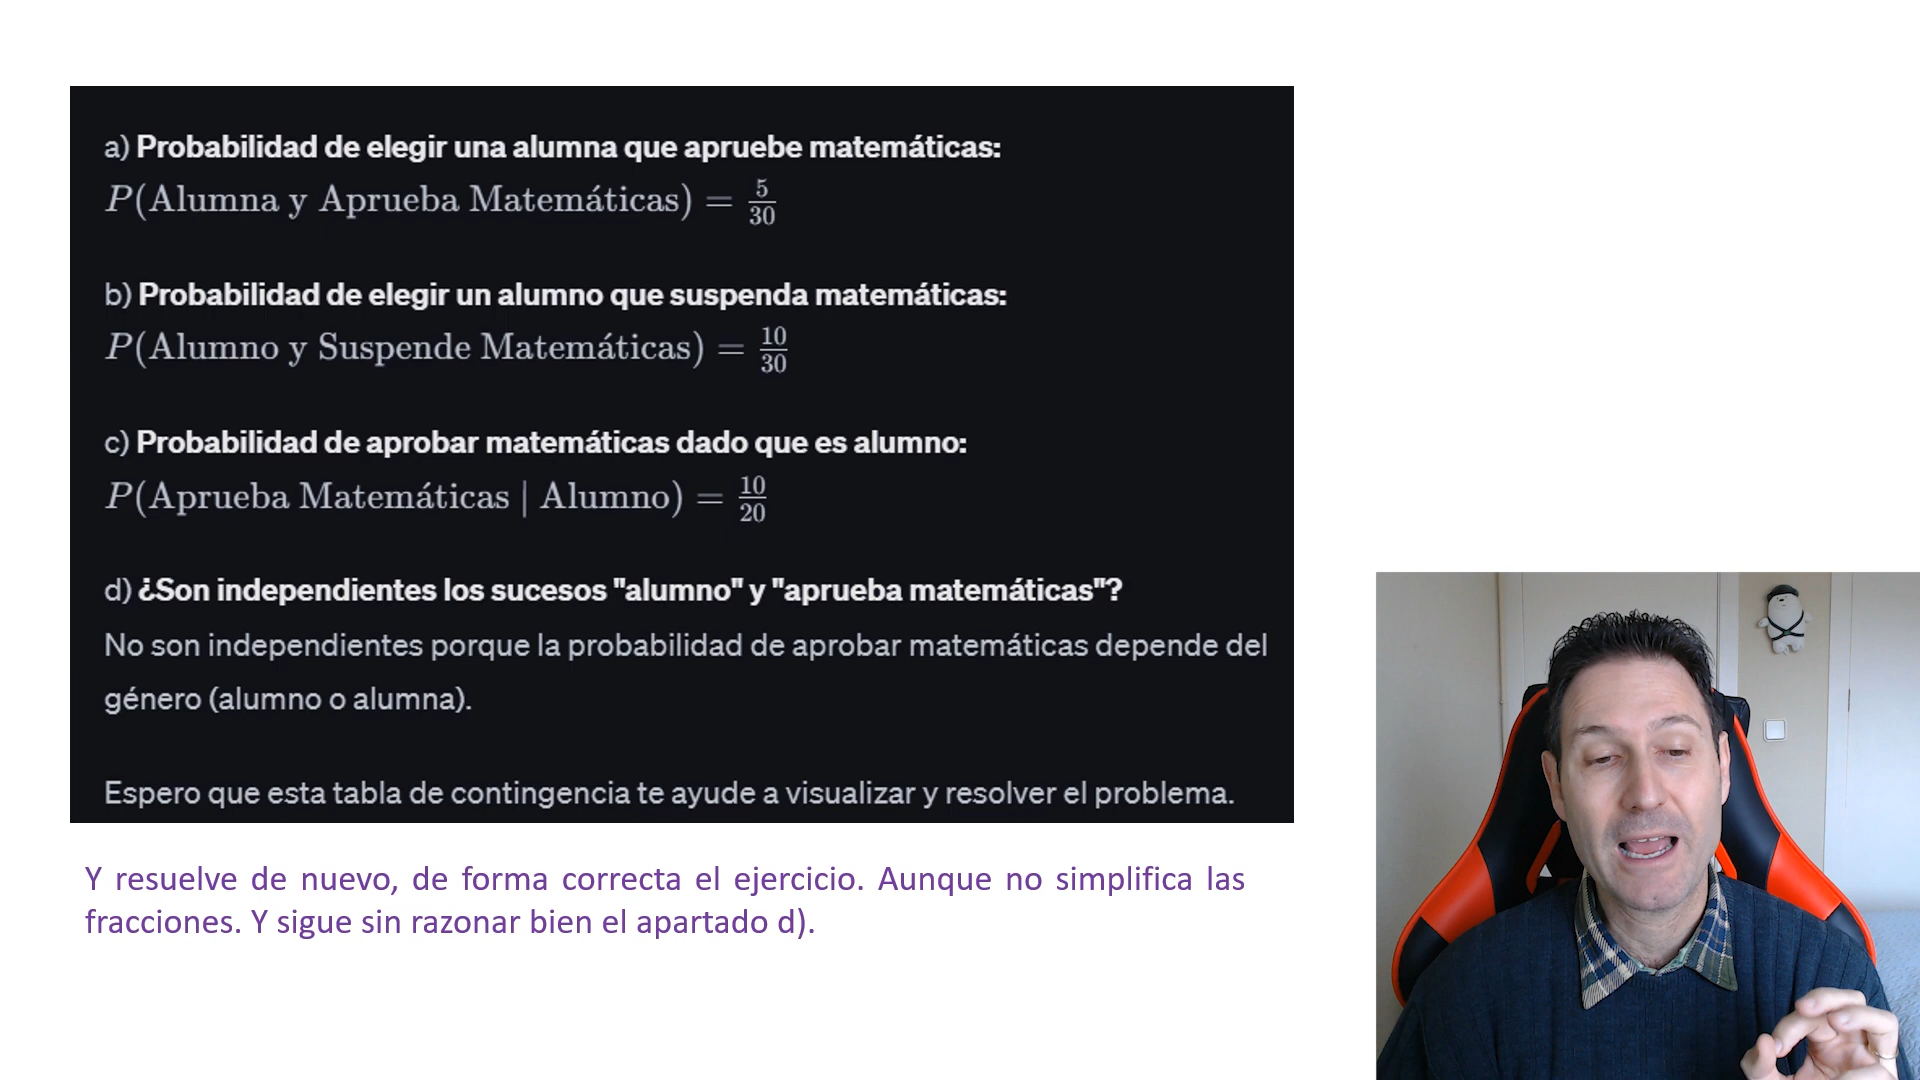 a) Probabilidad de elegir una alumna que apruebe matemáticas:
P(Alumna y Aprueba Matemáticas) = 5/30
b) Probabilidad de elegir un alumno que suspenda matemáticas:
P(Alumno y Suspende Matemáticas) = 10/30
c) Probabilidad de aprobar matemáticas dado que es alumno:
P(Aprueba Matemáticas | Alumno) = 10/20
d) ¿Son independientes los sucesos "alumno" y "aprueba matemáticas"?
No son independientes porque la probabilidad de aprobar matemáticas depende del
género (alumno o alumna).
Espero que esta tabla de contingencia te ayude a visualizar y resolver el problema.
Y resuelve de nuevo, de forma correcta el ejercicio. Aunque no simplifica las
fracciones. Y sigue sin razonar bien el apartado d).